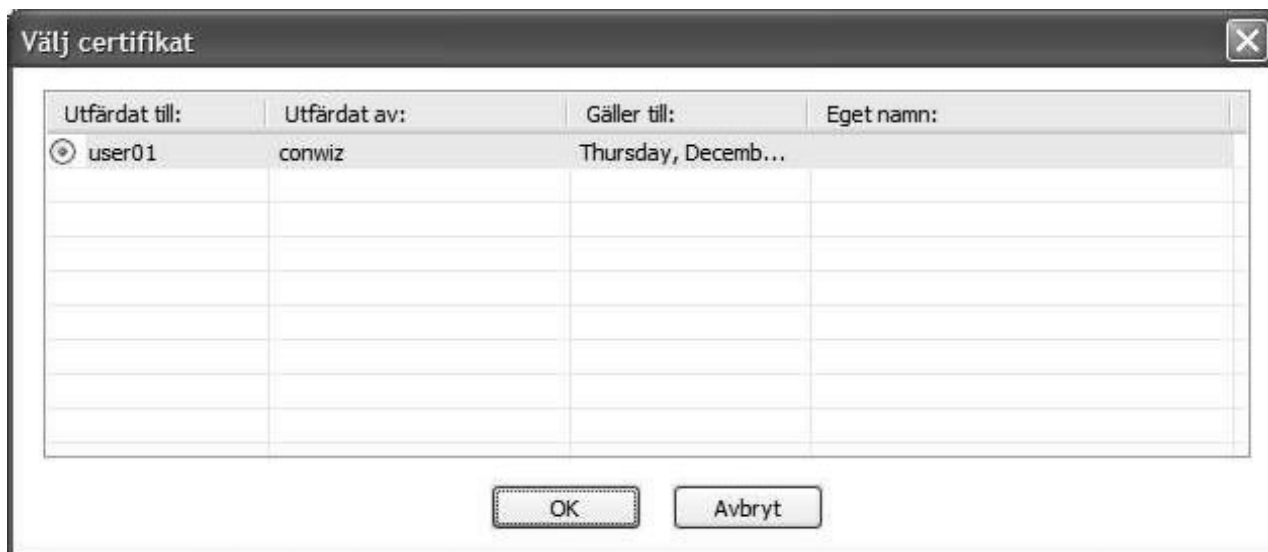 Välj certifikat
Utfärdat till: Utfärdat av: Gäller till: Eget namn:
user01 conwiz Thursday, Decemb...
OK Avbryt